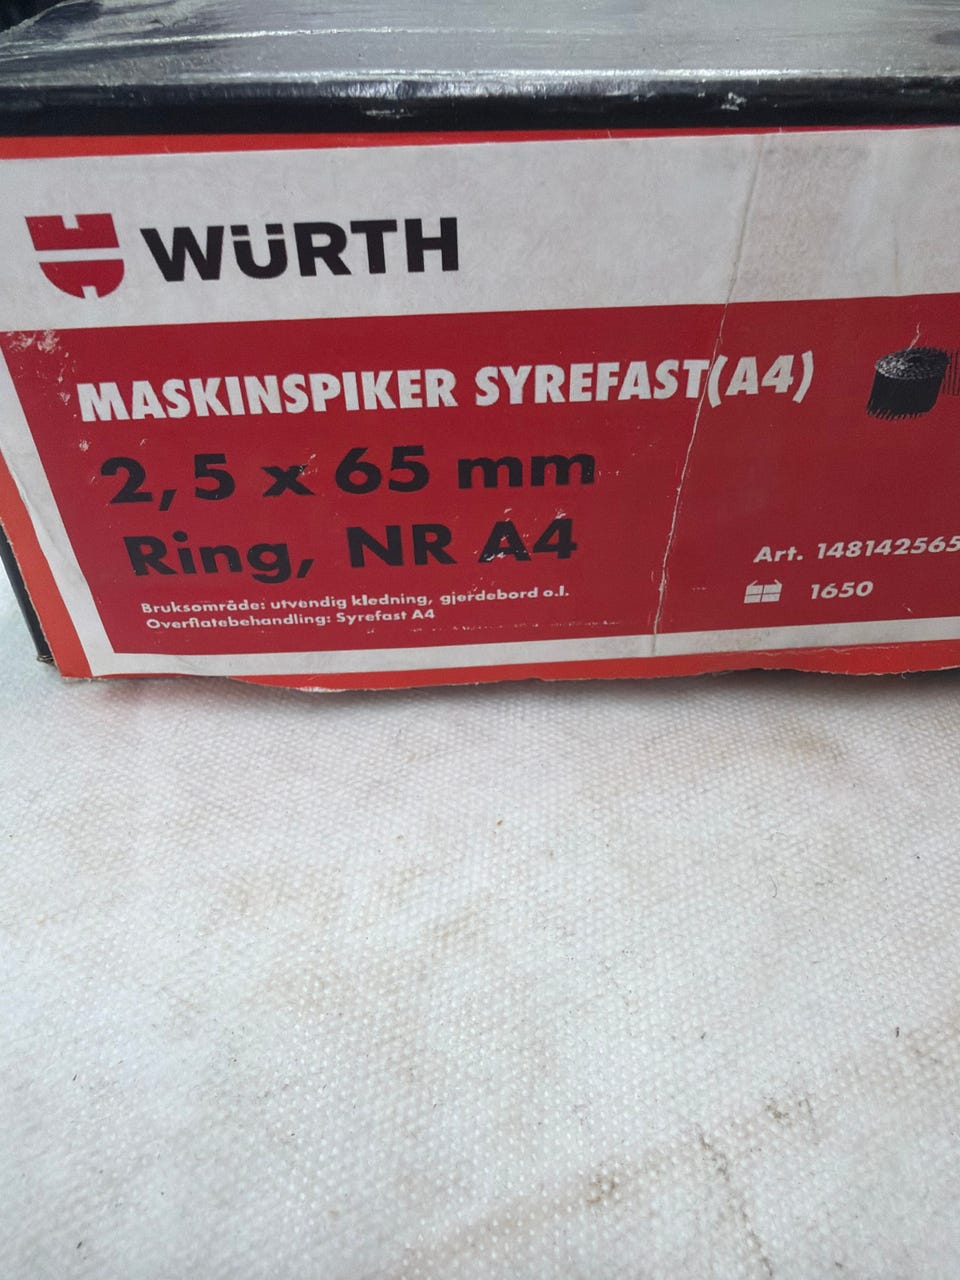 WÜRTH
MASKINSPIKER SYREFAST(A4)
2,5 x 65 mm
Ring, NR A4
Art. 148142565
1650
Bruksområde: utvendig kledning, gjerdebord o.l.
Overflatebehandling: Syrefast A4